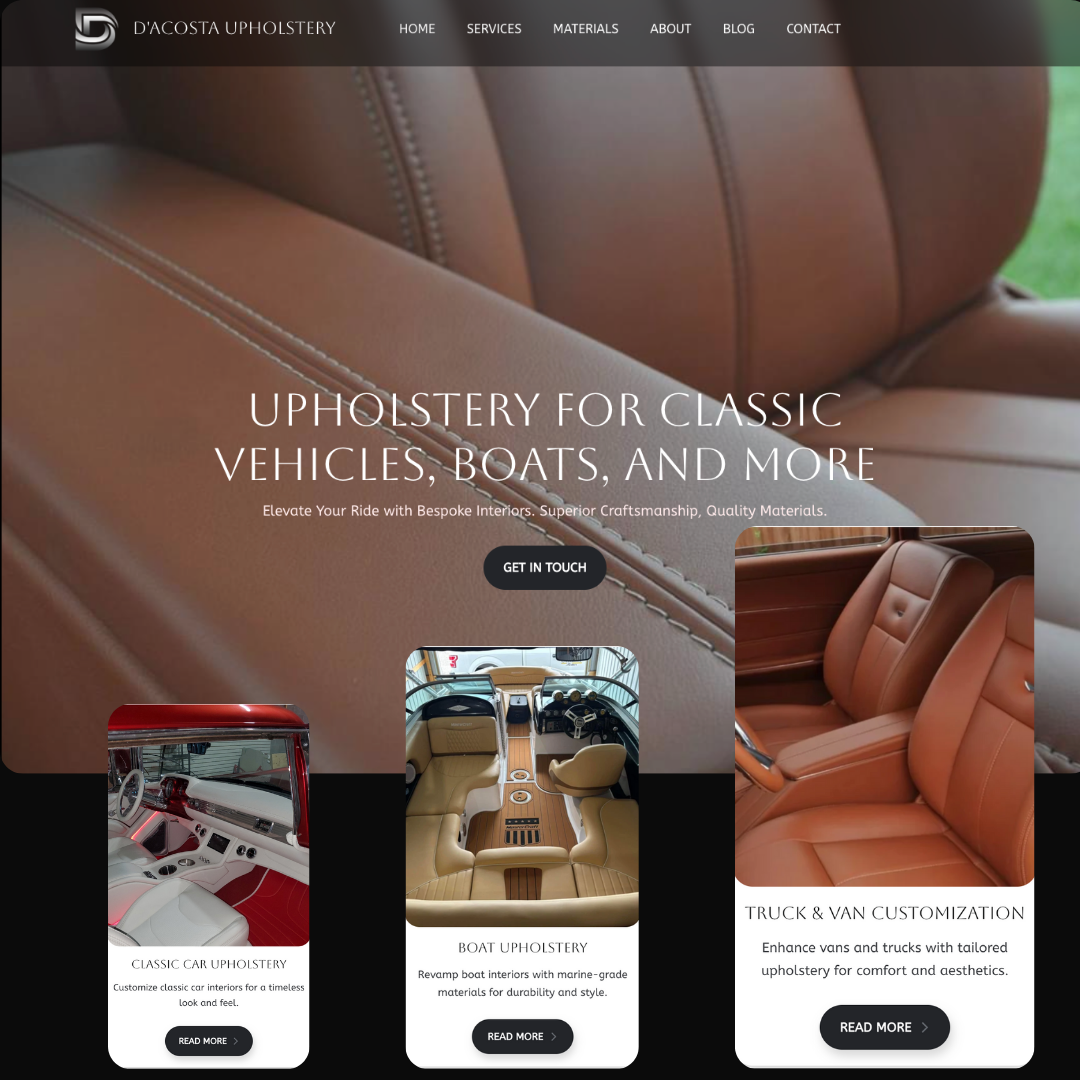 D'ACOSTA UPHOLSTERY
HOME SERVICES MATERIALS ABOUT BLOG CONTACT
UPHOLSTERY FOR CLASSIC
VEHICLES, BOATS, AND MORE
Elevate Your Ride with Bespoke Interiors. Superior Craftsmanship, Quality Materials.
GET IN TOUCH
CLASSIC CAR UPHOLSTERY
Customize classic car interiors for a timeless
look and feel.
READ MORE
BOAT UPHOLSTERY
Revamp boat interiors with marine-grade
materials for durability and style.
READ MORE
TRUCK & VAN CUSTOMIZATION
Enhance vans and trucks with tailored
upholstery for comfort and aesthetics.
READ MORE